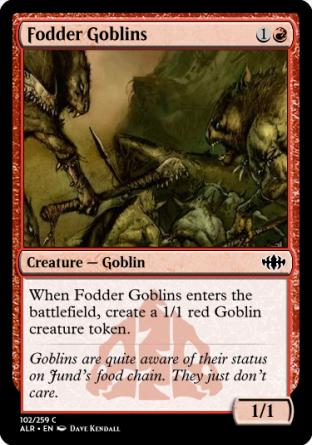 Fodder Goblins 1
Creature — Goblin
When Fodder Goblins enters the
battlefield, create a 1/1 red Goblin
creature token.
Goblins are quite aware of their status
on Jund's food chain. They just don't
care.
102/259 C
ALR • EN Dave Kendall
1/1